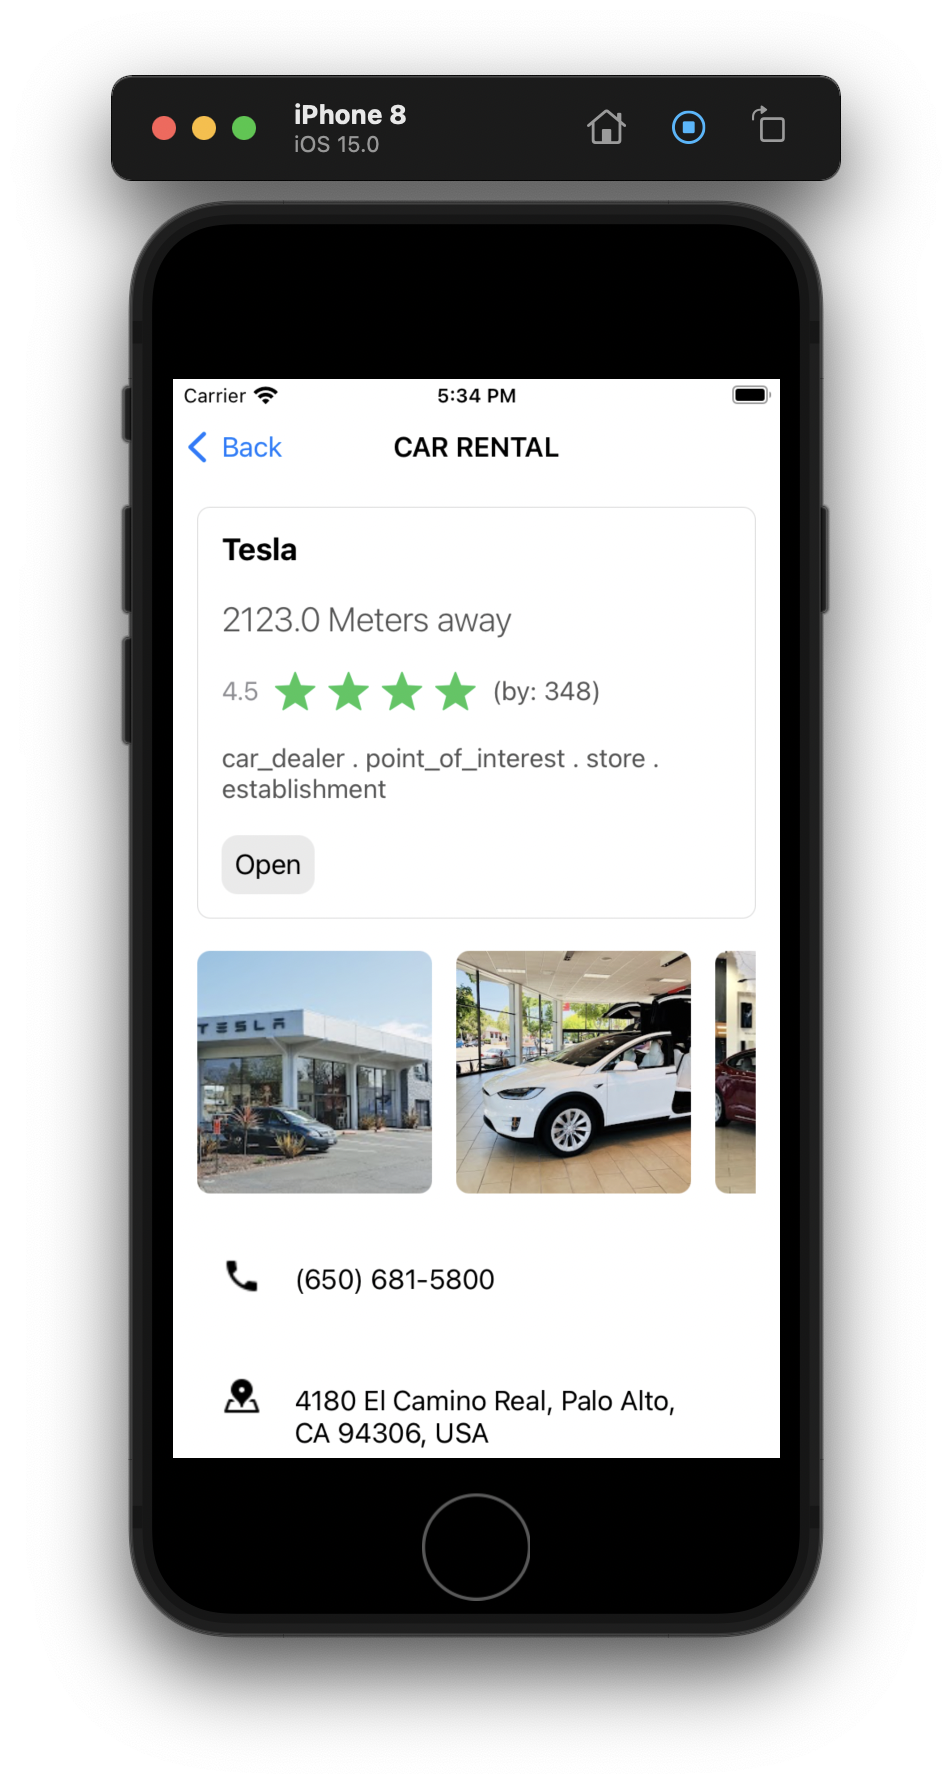 iPhone 8
iOS 15.0
Carrier 5:34 PM
Back CAR RENTAL
Tesla
2123.0 Meters away
4.5 (by: 348)
car_dealer . point_of_interest . store .
establishment
Open
TESLA
(650) 681-5800
4180 El Camino Real, Palo Alto,
CA 94306, USA